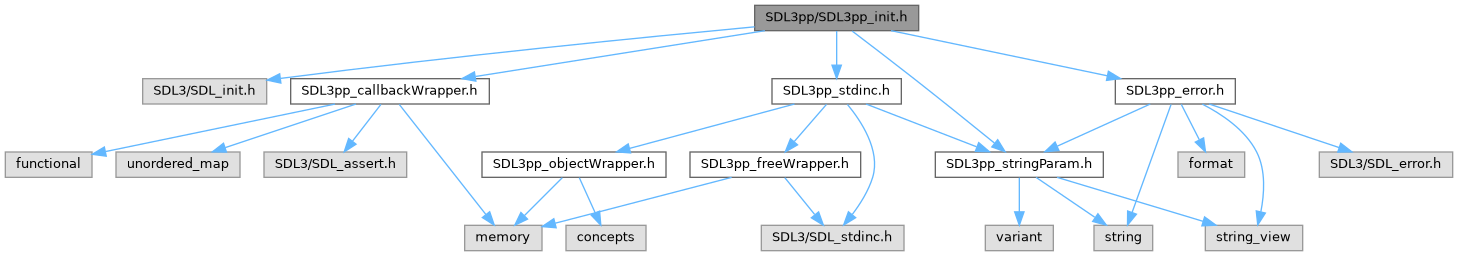 SDL3pp/SDL3pp_init.h
SDL3/SDL_init.h
SDL3pp_callbackWrapper.h
SDL3pp_stdinc.h
SDL3pp_error.h
functional
unordered_map
SDL3/SDL_assert.h
SDL3pp_objectWrapper.h
SDL3pp_freeWrapper.h
SDL3pp_stringParam.h
format
SDL3/SDL_error.h
memory
concepts
SDL3/SDL_stdinc.h
variant
string
string_view